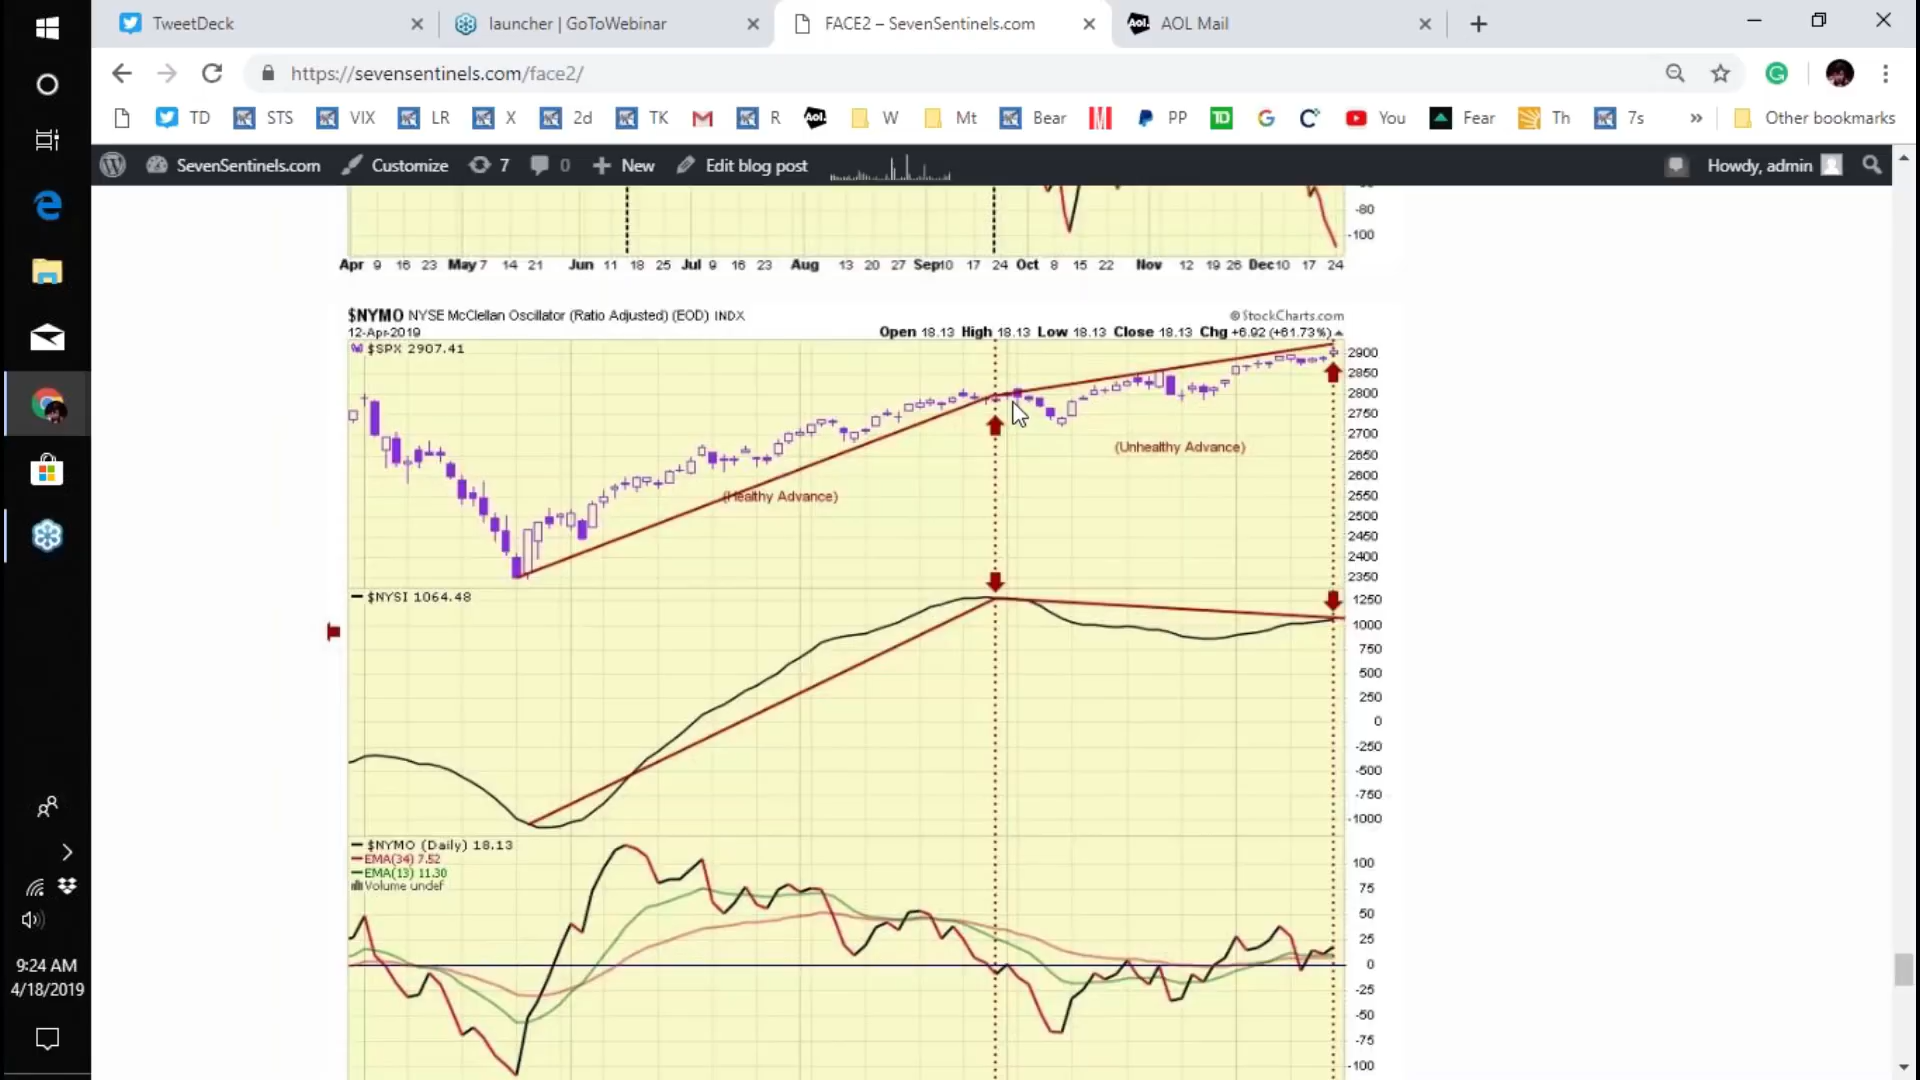 TweetDeck
launcher | GoToWebinar
FACE2 – SevenSentinels.com
AOL Mail
https://sevensentinels.com/face2/
TD STS VIX LR X 2d TK R Aol. W Mt Bear PP TD You Fear Th 7s » Other bookmarks
SevenSentinels.com Customize 7 0 New Edit blog post Howdy, admin
-80
-100
Apr 9 16 23 May 7 14 21 Jun 11 18 25 Jul 9 16 23 Aug 13 20 27 Sep 10 17 24 Oct 8 15 22 Nov 12 19 26 Dec 10 17 24
$NYMO NYSE McClellan Oscillator (Ratio Adjusted) (EOD) INDX
© StockCharts.com
12-Apr-2019
Open 18.13 High 18.13 Low 18.13 Close 18.13 Chg +6.92 (+61.73%)
$SPX 2907.41
2900
2850
2800
2750
2700
2650
2600
2550
2500
2450
2400
2350
(Healthy Advance)
(Unhealthy Advance)
$NYSI 1064.48
1250
1000
750
500
250
0
-250
-500
-750
-1000
$NYMO (Daily) 18.13
EMA(34) 7.52
EMA(13) 11.30
Volume undef
100
75
50
25
0
-25
-50
-75
-100
9:24 AM
4/18/2019